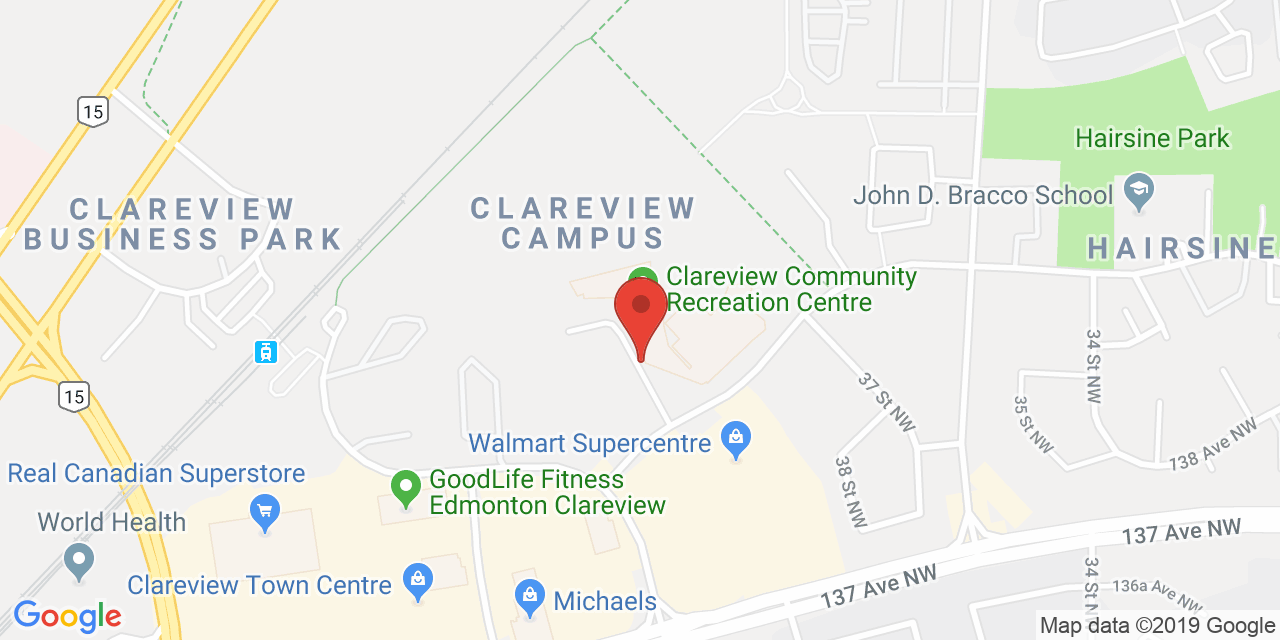 15
Hairsine Park
John D. Bracco School
CLAREVIEW
BUSINESS PARK
CLAREVIEW
CAMPUS
HAIRSINE
Clareview Community
Recreation Centre
34 St NW
37 St NW
15
35 St NW
138 Ave NW
Walmart Supercentre
Real Canadian Superstore
GoodLife Fitness
Edmonton Clareview
38 St NW
World Health
137 Ave NW
137 Ave NW
Clareview Town Centre
Michaels
34 St N
136a Ave NW
Google
Map data ©2019 Google